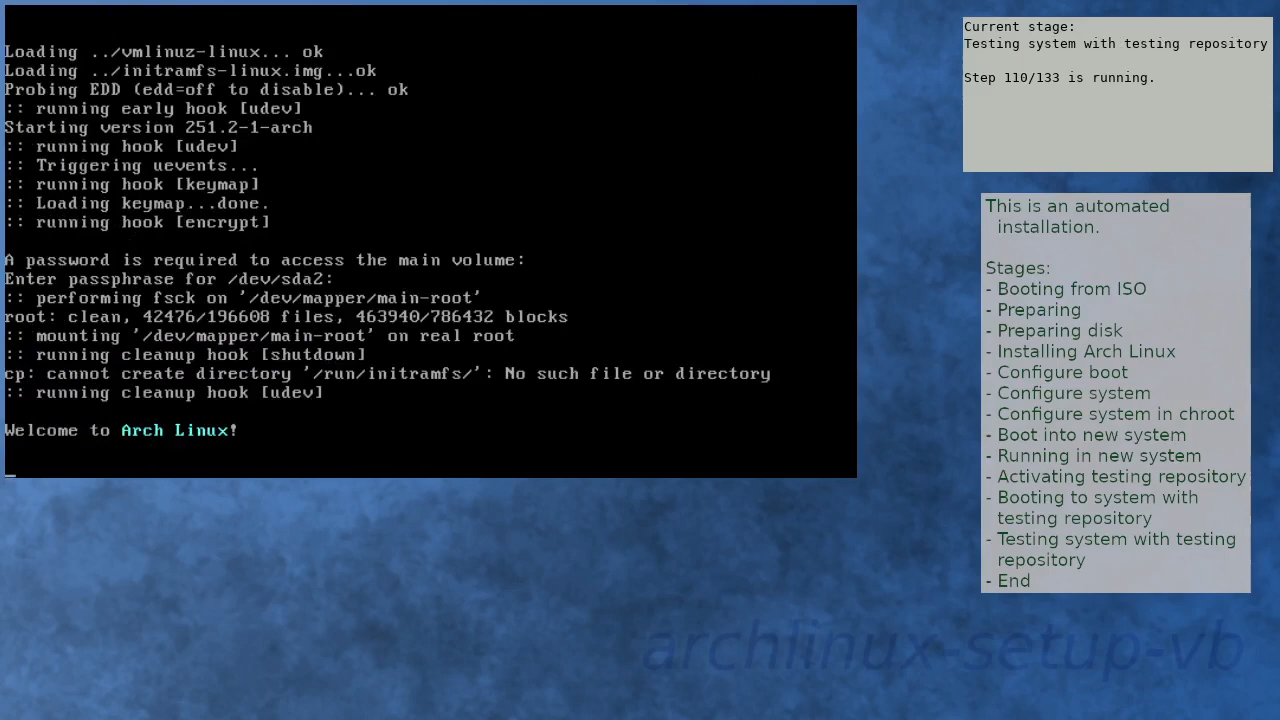 Loading ../vmlinuz-linux... ok
Loading ../initramfs-linux.img...ok
Probing EDD (edd=off to disable)... ok
:: running early hook [udev]
Starting version 251.2-1-arch
:: running hook [udev]
:: Triggering uevents...
:: running hook [keymap]
:: Loading keymap...done.
:: running hook [encrypt]
A password is required to access the main volume:
Enter passphrase for /dev/sda2:
:: performing fsck on '/dev/mapper/main-root'
root: clean, 42476/196608 files, 463940/786432 blocks
:: mounting '/dev/mapper/main-root' on real root
:: running cleanup hook [shutdown]
cp: cannot create directory '/run/initramfs/': No such file or directory
:: running cleanup hook [udev]
Welcome to Arch Linux!
_
Current stage:
Testing system with testing repository
Step 110/133 is running.
This is an automated
installation.
Stages:
- Booting from ISO
- Preparing
- Preparing disk
- Installing Arch Linux
- Configure boot
- Configure system
- Configure system in chroot
- Boot into new system
- Running in new system
- Activating testing repository
- Booting to system with
testing repository
- Testing system with testing
repository
- End
archlinux-setup-vb